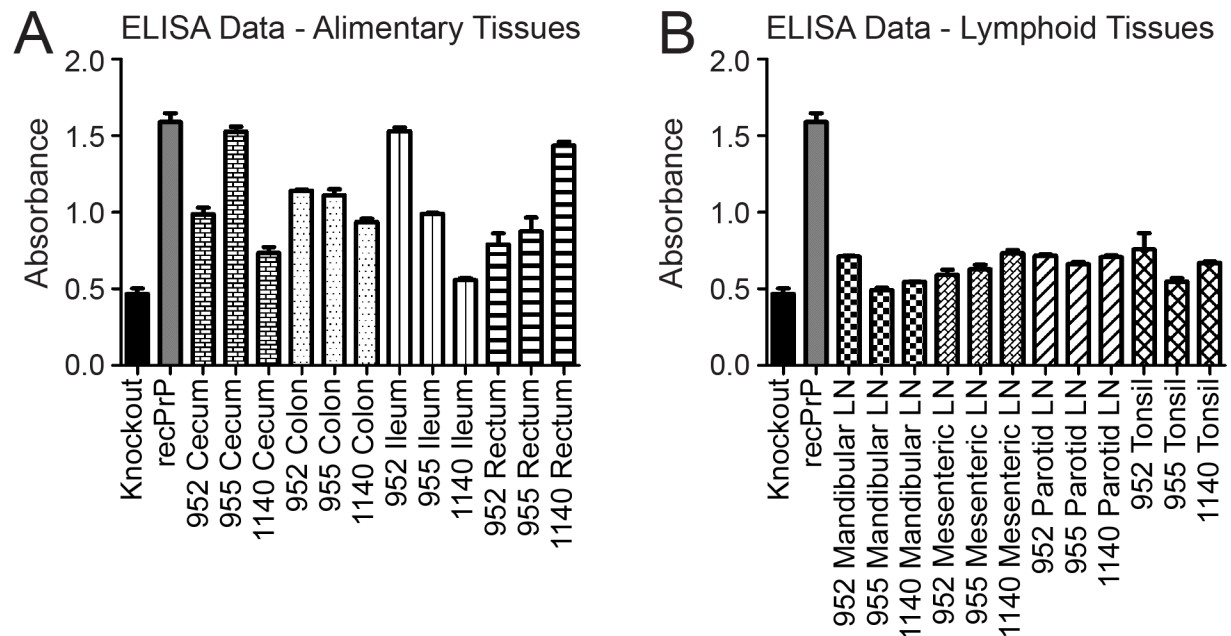 A
ELISA Data - Alimentary Tissues
2.0
1.5
1.0
0.5
0.0
Absorbance
Knockout
recPrP
952 Cecum
955 Cecum
1140 Cecum
952 Colon
955 Colon
1140 Colon
952 Ileum
955 Ileum
1140 Ileum
952 Rectum
955 Rectum
1140 Rectum
B
ELISA Data - Lymphoid Tissues
2.0
1.5
1.0
0.5
0.0
Absorbance
Knockout
recPrP
952 Mandibular LN
955 Mandibular LN
1140 Mandibular LN
952 Mesenteric LN
955 Mesenteric LN
1140 Mesenteric LN
952 Parotid LN
955 Parotid LN
1140 Parotid LN
952 Tonsil
955 Tonsil
1140 Tonsil